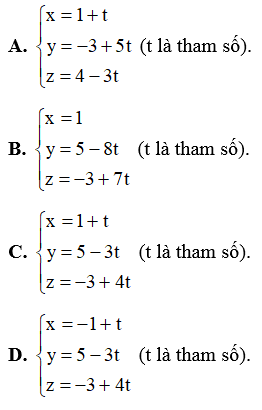 x = 1 + t
A. y = −3 + 5t (t là tham số).
z = 4 − 3t
x = 1
B. y = 5 − 8t (t là tham số).
z = −3 + 7t
x = 1 + t
C. y = 5 − 3t (t là tham số).
z = −3 + 4t
x = −1 + t
D. y = 5 − 3t (t là tham số).
z = −3 + 4t